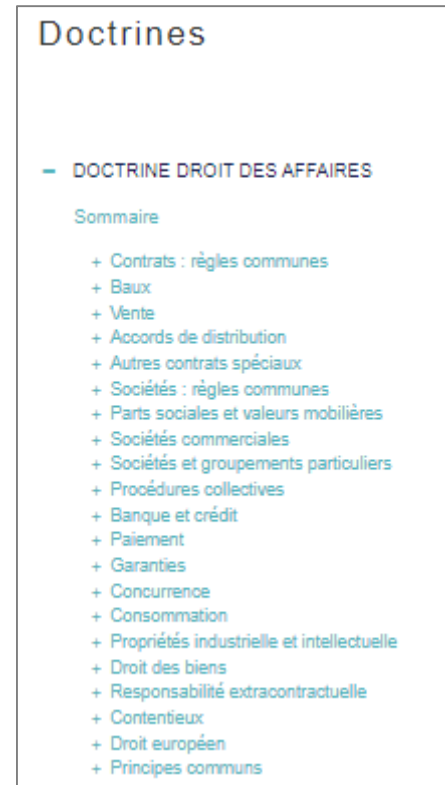 Doctrines
– DOCTRINE DROIT DES AFFAIRES
Sommaire
+ Contrats : règles communes
+ Baux
+ Vente
+ Accords de distribution
+ Autres contrats spéciaux
+ Sociétés : règles communes
+ Parts sociales et valeurs mobilières
+ Sociétés commerciales
+ Sociétés et groupements particuliers
+ Procédures collectives
+ Banque et crédit
+ Paiement
+ Garanties
+ Concurrence
+ Consommation
+ Propriétés industrielle et intellectuelle
+ Droit des biens
+ Responsabilité extracontractuelle
+ Contentieux
+ Droit européen
+ Principes communs